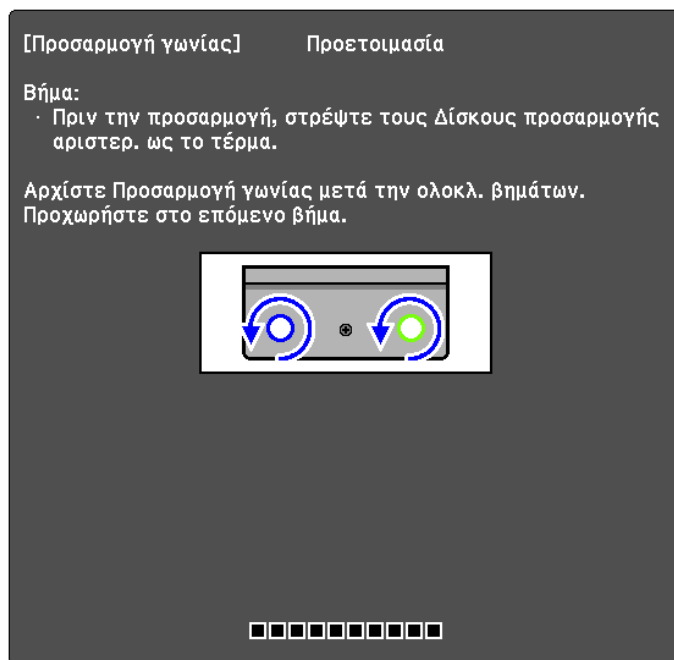 [Προσαρμογή γωνίας] Προετοιμασία
Βήμα:
· Πριν την προσαρμογή, στρέψτε τους Δίσκους προσαρμογής
αριστερ. ως το τέρμα.
Αρχίστε Προσαρμογή γωνίας μετά την ολοκλ. βημάτων.
Προχωρήστε στο επόμενο βήμα.